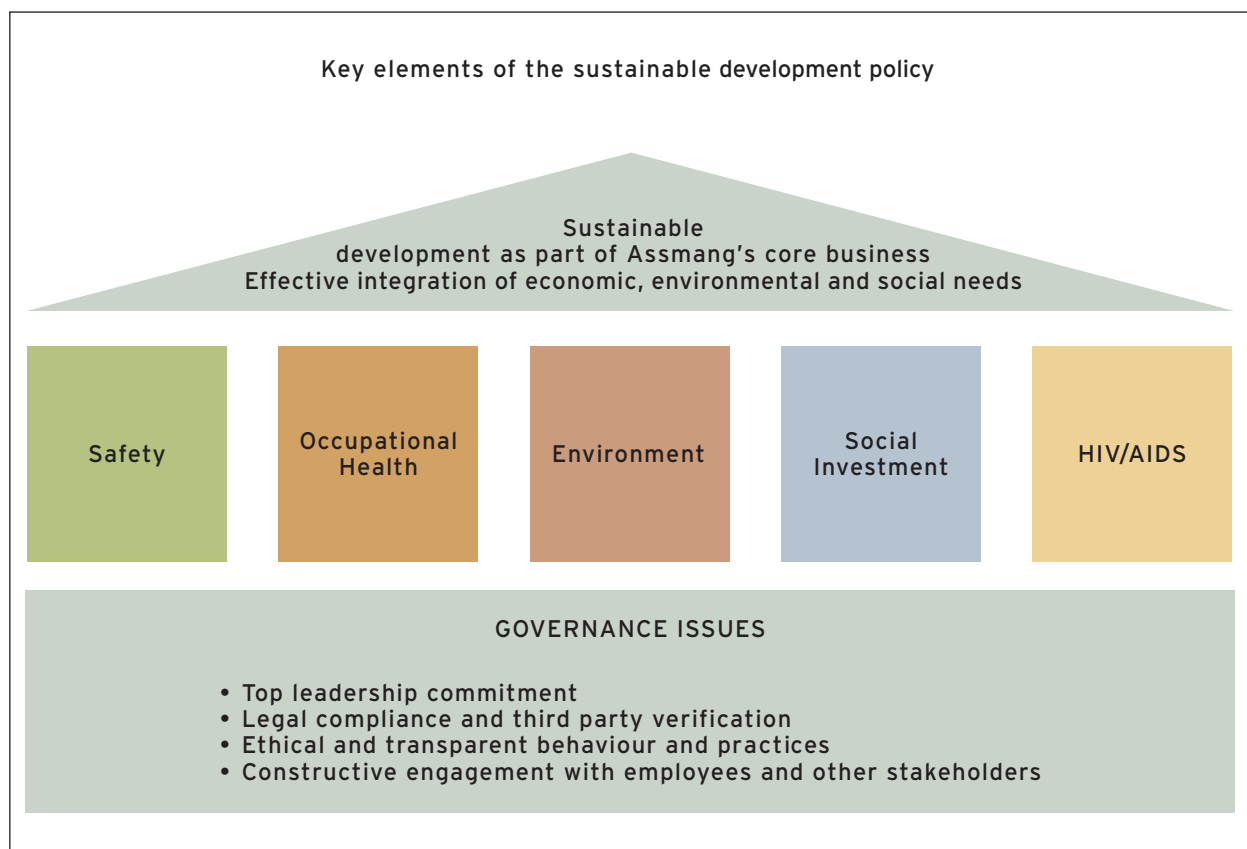 Key elements of the sustainable development policy
Sustainable
development as part of Assmang’s core business
Effective integration of economic, environmental and social needs
Safety
Occupational
Health
Environment
Social
Investment
HIV/AIDS
GOVERNANCE ISSUES
• Top leadership commitment
• Legal compliance and third party verification
• Ethical and transparent behaviour and practices
• Constructive engagement with employees and other stakeholders